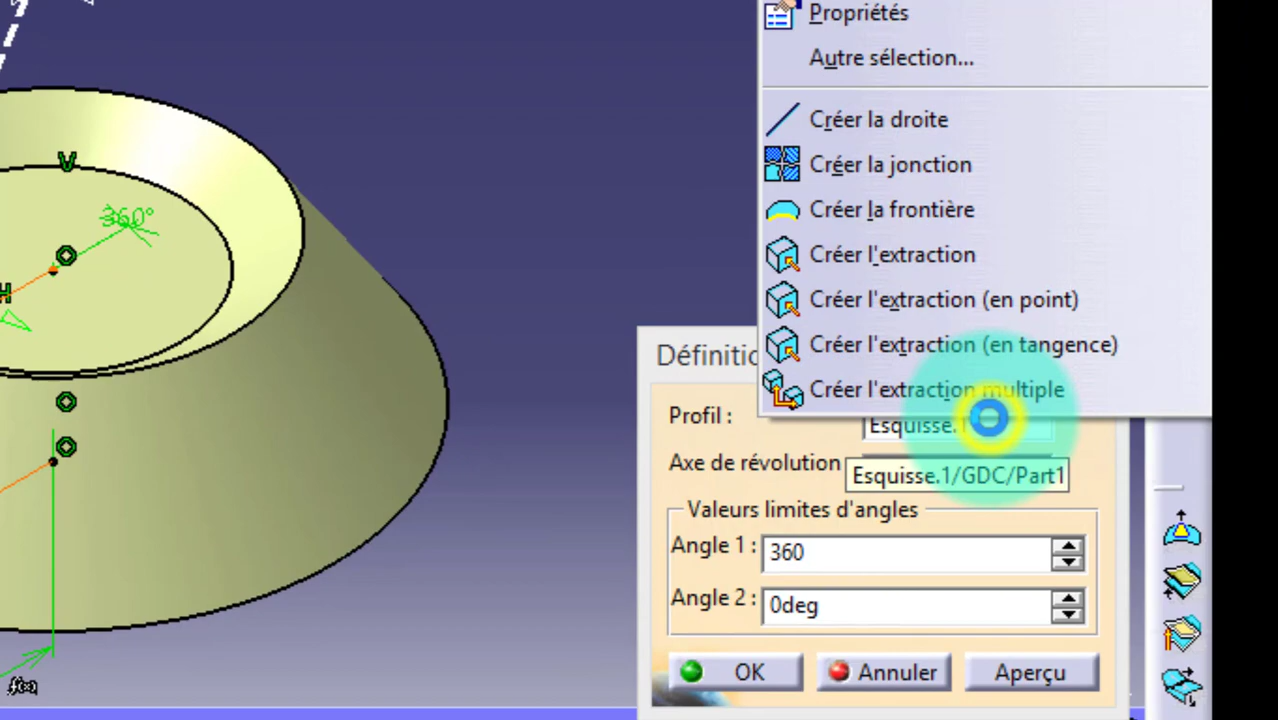 Propriétés
Autre sélection...
Créer la droite
Créer la jonction
Créer la frontière
Créer l'extraction
Créer l'extraction (en point)
Créer l'extraction (en tangence)
Créer l'extraction multiple
V
360°
H
Profil :
Esquisse.1
Axe de révolution
Esquisse.1/GDC/Part1
Valeurs limites d'angles
Angle 1 :
360
Angle 2 :
0deg
OK
Annuler
Aperçu
f(x)